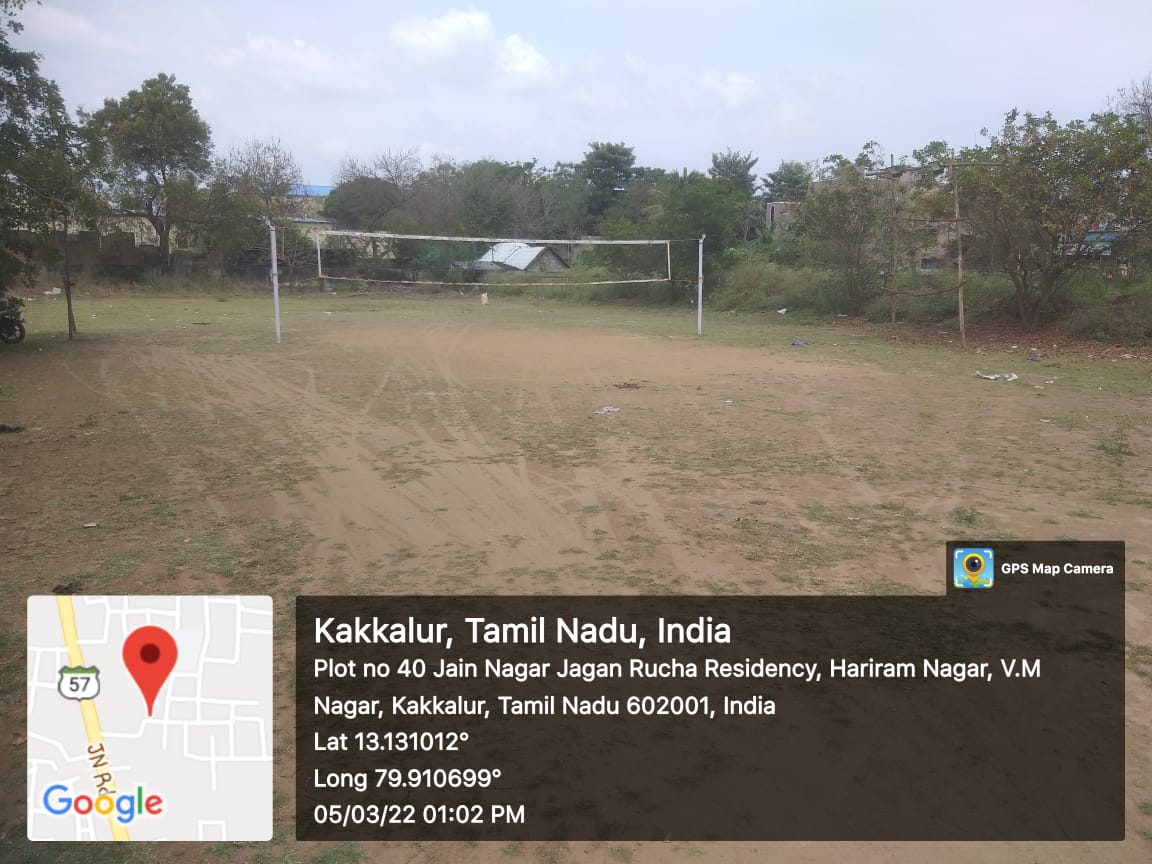 GPS Map Camera
Kakkalur, Tamil Nadu, India
Plot no 40 Jain Nagar Jagan Rucha Residency, Hariram Nagar, V.M
Nagar, Kakkalur, Tamil Nadu 602001, India
Lat 13.131012°
Long 79.910699°
05/03/22 01:02 PM
57
JN Rd
Google